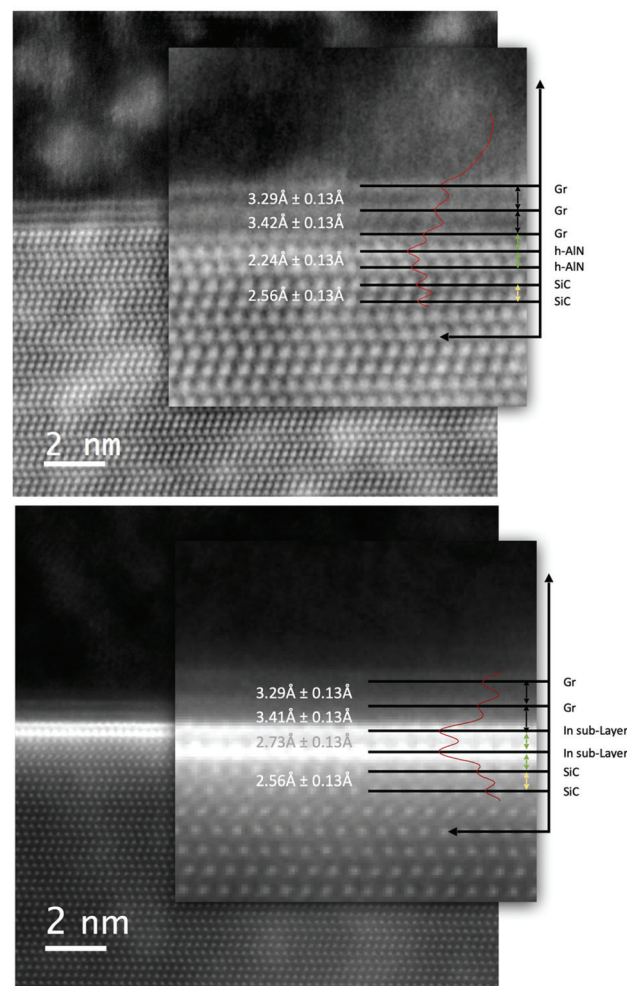 Gr
3.29Å ± 0.13Å
Gr
3.42Å ± 0.13Å
Gr
h-AlN
2.24Å ± 0.13Å
h-AlN
SiC
2.56Å ± 0.13Å
SiC
2 nm
Gr
3.29Å ± 0.13Å
Gr
3.41Å ± 0.13Å
In sub-Layer
2.73Å ± 0.13Å
In sub-Layer
SiC
2.56Å ± 0.13Å
SiC
2 nm